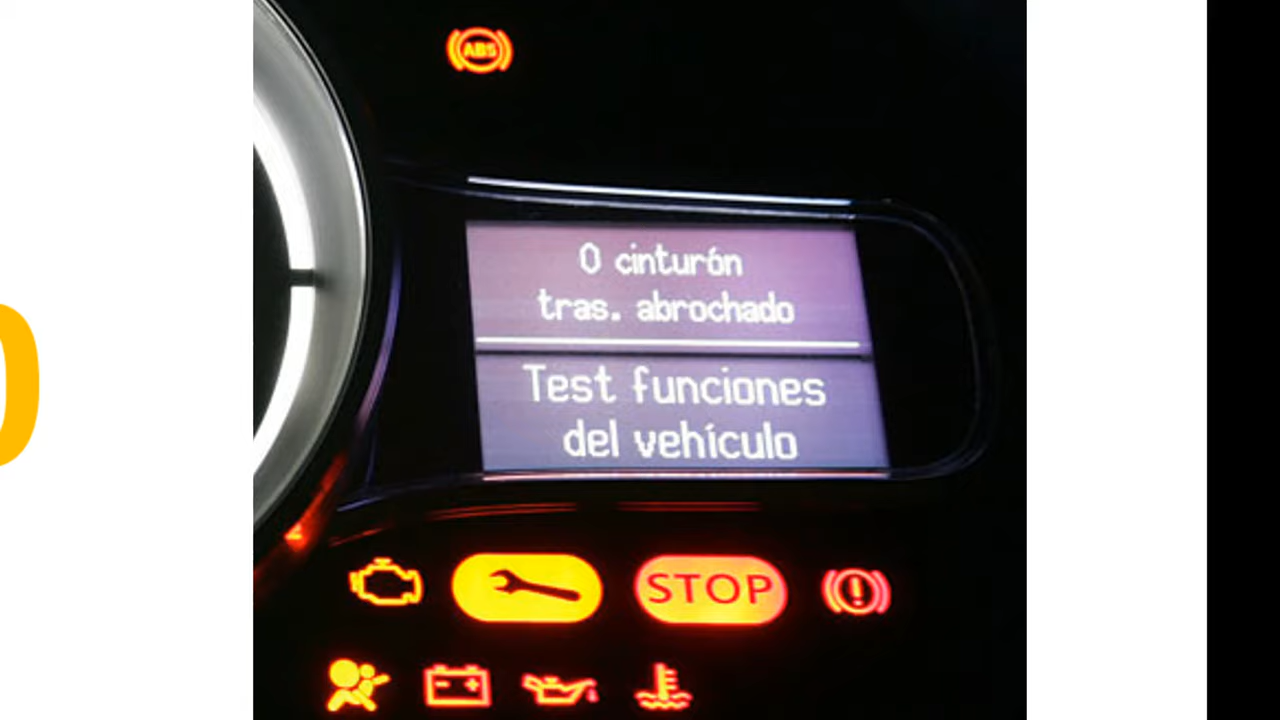 ABS
0 cinturón
tras. abrochado
Test funciones
del vehículo
STOP